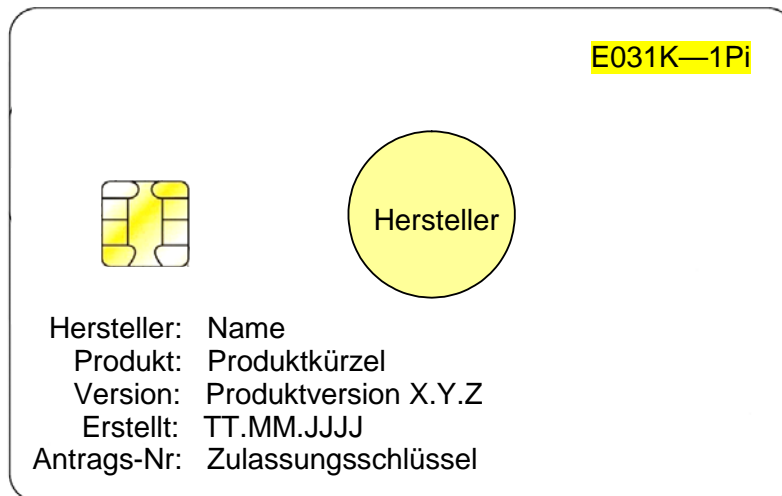 E031K—1Pi
Hersteller
Hersteller: Name
Produkt: Produktkürzel
Version: Produktversion X.Y.Z
Erstellt: TT.MM.JJJJ
Antrags-Nr: Zulassungsschlüssel